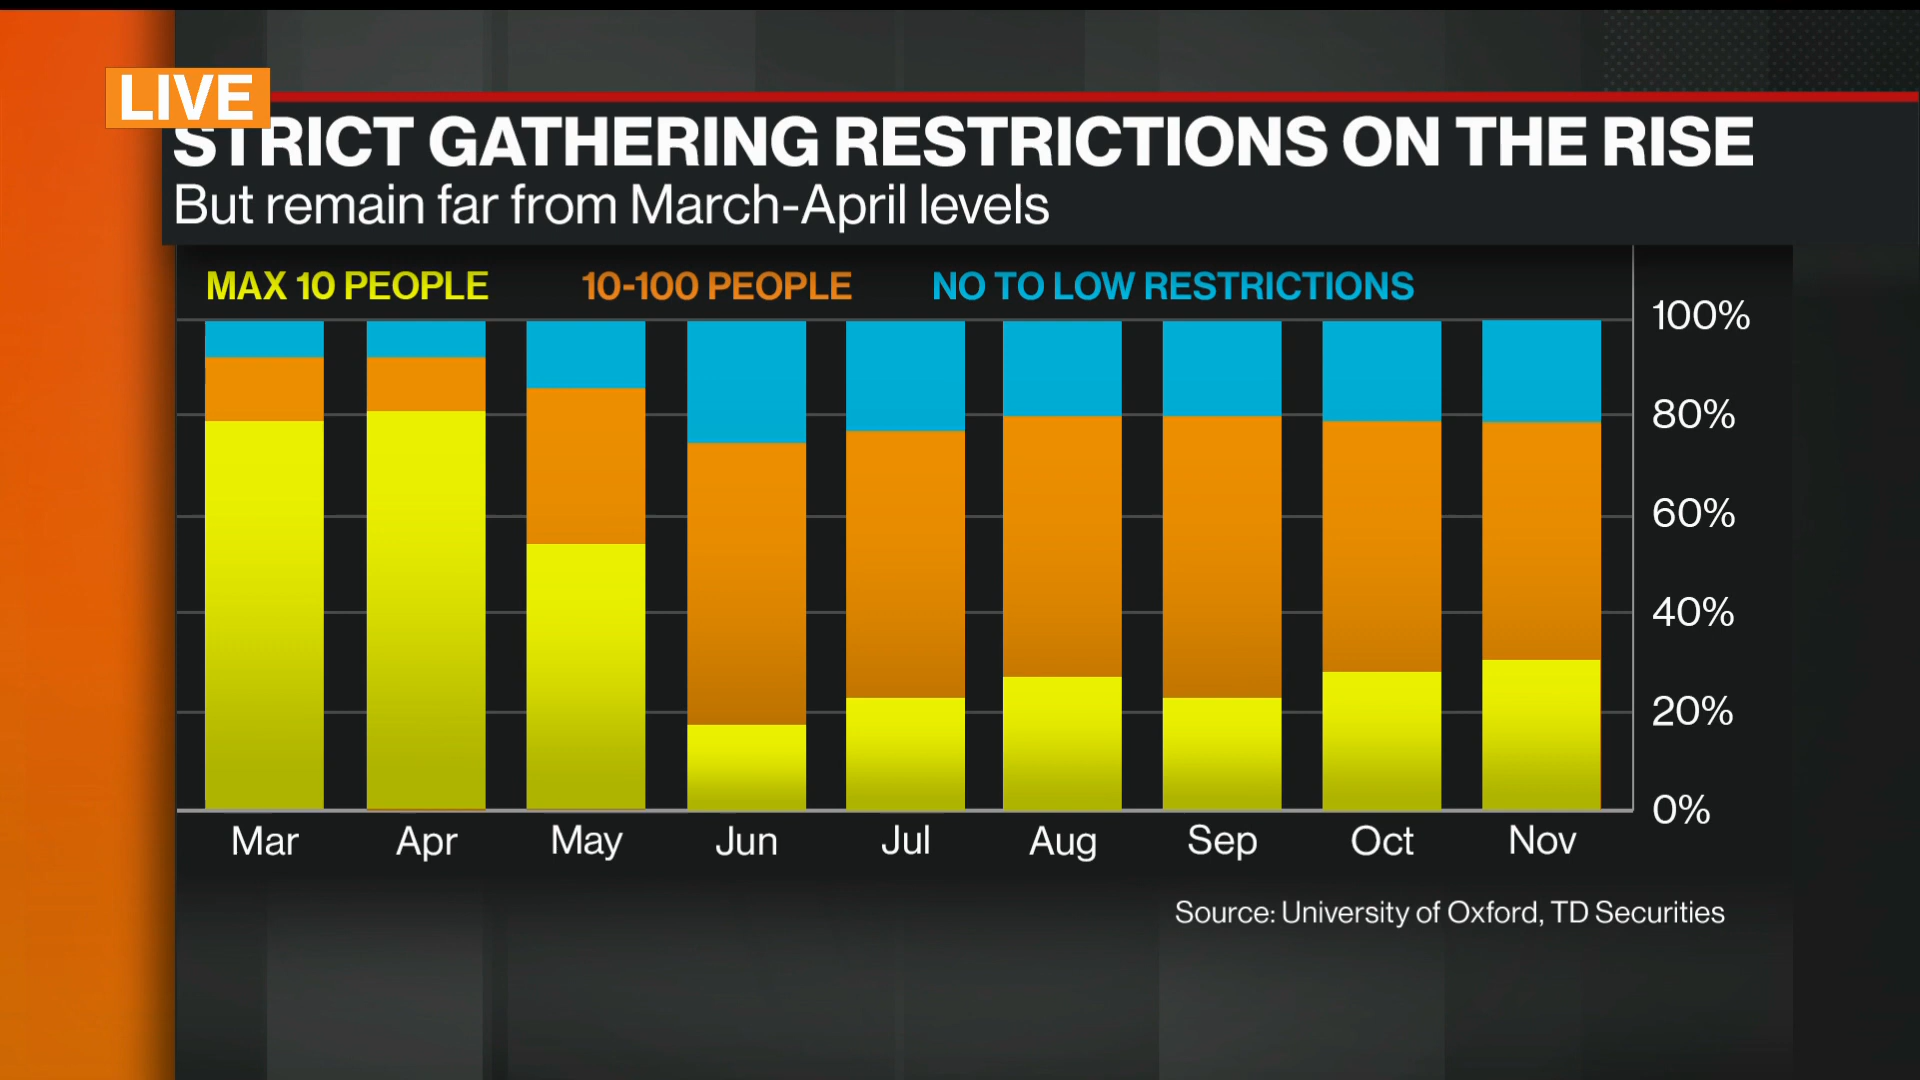 LIVE
STRICT GATHERING RESTRICTIONS ON THE RISE
But remain far from March-April levels
MAX 10 PEOPLE 10-100 PEOPLE NO TO LOW RESTRICTIONS
100%
80%
60%
40%
20%
0%
Mar Apr May Jun Jul Aug Sep Oct Nov
Source: University of Oxford, TD Securities